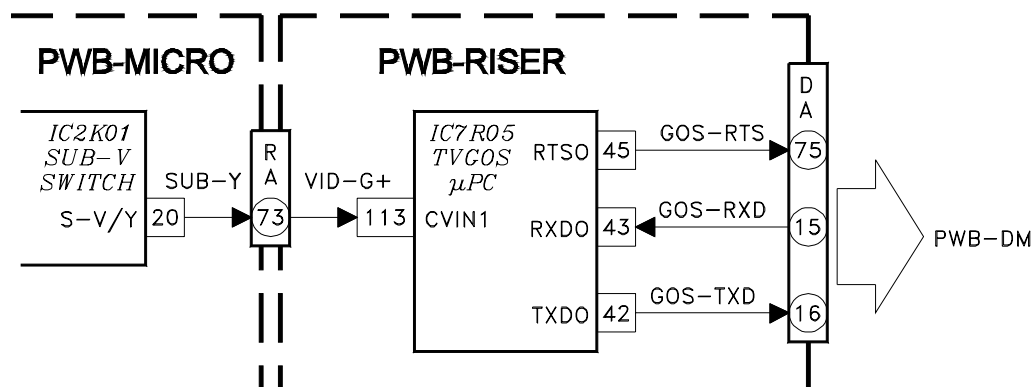 PWB-MICRO
PWB-RISER
IC2K01
SUB-V
SWITCH
S-V/Y
20
SUB-Y
R
A
73
VID-G+
113
CVIN1
IC7R05
TVGOS
µPC
RTSO
45
GOS-RTS
RXDO
43
GOS-RXD
TXDO
42
GOS-TXD
D
A
75
15
16
PWB-DM